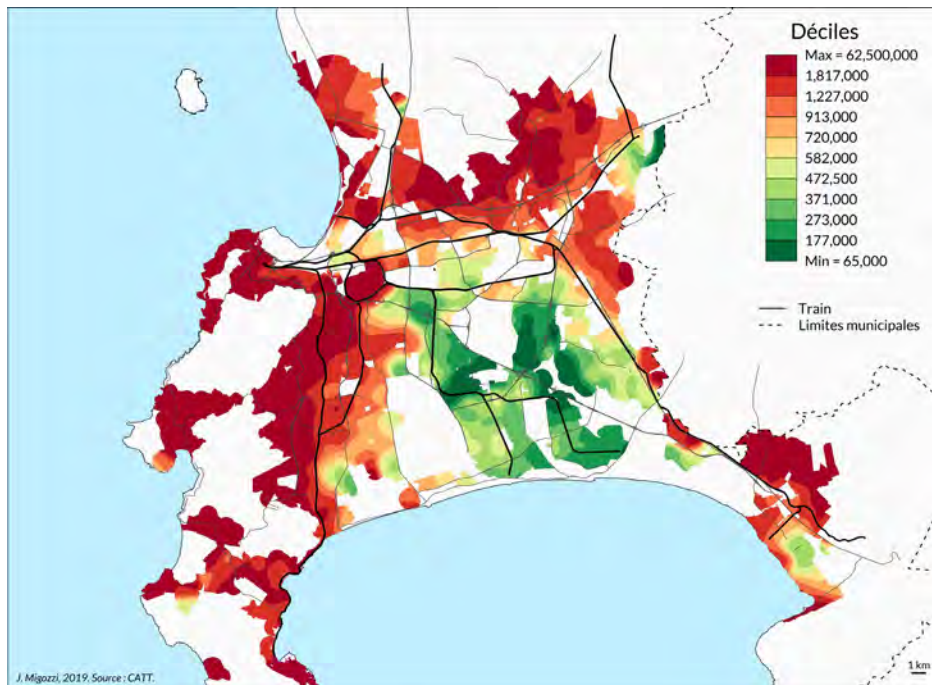 Déciles
Max = 62,500,000
1,817,000
1,227,000
913,000
720,000
582,000
472,500
371,000
273,000
177,000
Min = 65,000
Train
Limites municipales
1 km
J. Migozzi, 2019. Source : CATT.